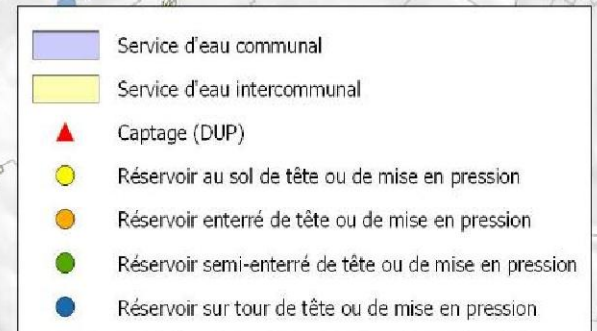 Service d'eau communal
Service d'eau intercommunal
Captage (DUP)
Réservoir au sol de tête ou de mise en pression
Réservoir enterré de tête ou de mise en pression
Réservoir semi-enterré de tête ou de mise en pression
Réservoir sur tour de tête ou de mise en pression